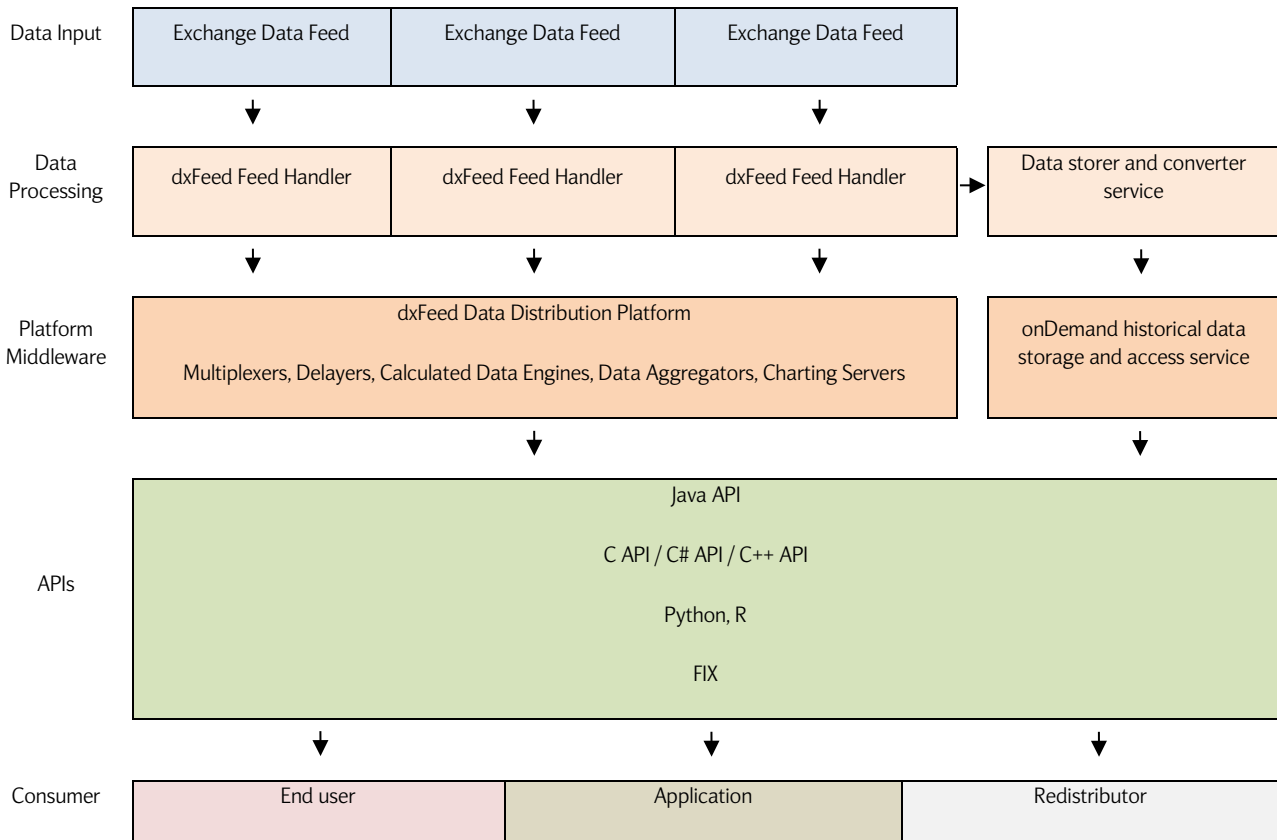 Data Input
Exchange Data Feed
Exchange Data Feed
Exchange Data Feed
Data
Processing
dxFeed Feed Handler
dxFeed Feed Handler
dxFeed Feed Handler
Data storer and converter
service
Platform
Middleware
dxFeed Data Distribution Platform
Multiplexers, Delayers, Calculated Data Engines, Data Aggregators, Charting Servers
onDemand historical data
storage and access service
APIs
Java API
C API / C# API / C++ API
Python, R
FIX
Consumer
End user
Application
Redistributor